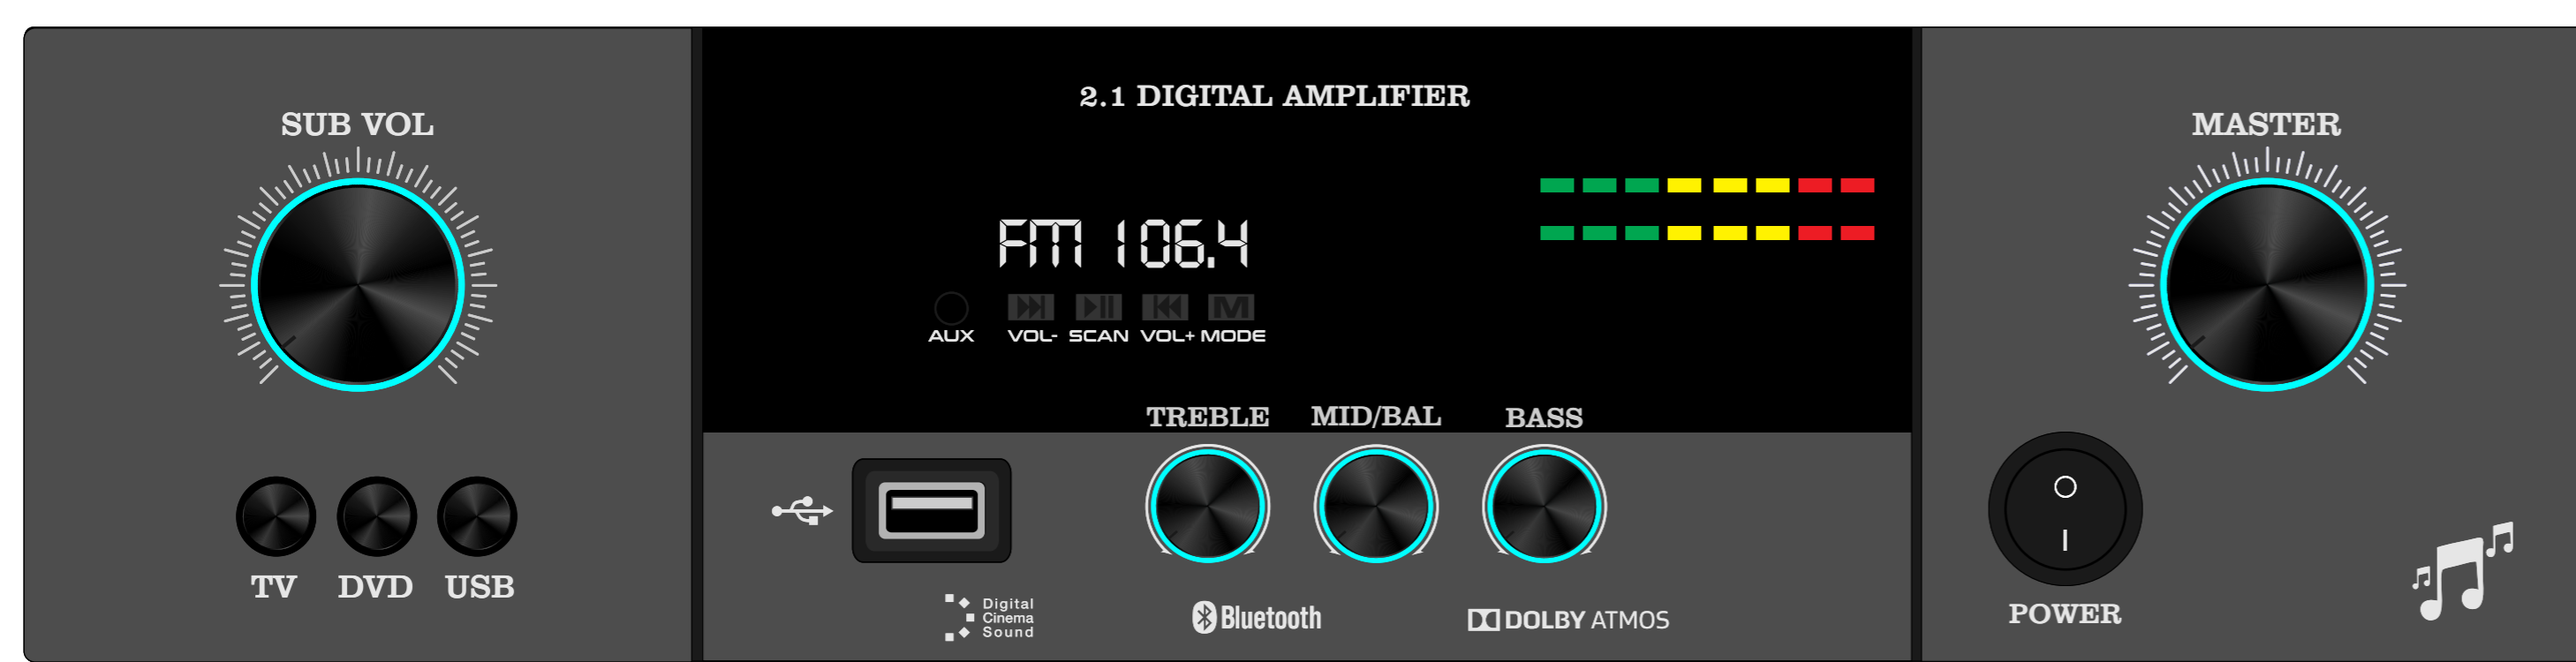 2.1 DIGITAL AMPLIFIER
SUB VOL
MASTER
FM 106.4
M
AUX VOL- SCAN VOL+ MODE
TREBLE MID/BAL BASS
TV DVD USB
Digital
Cinema
Sound
Bluetooth
DOLBY ATMOS
POWER